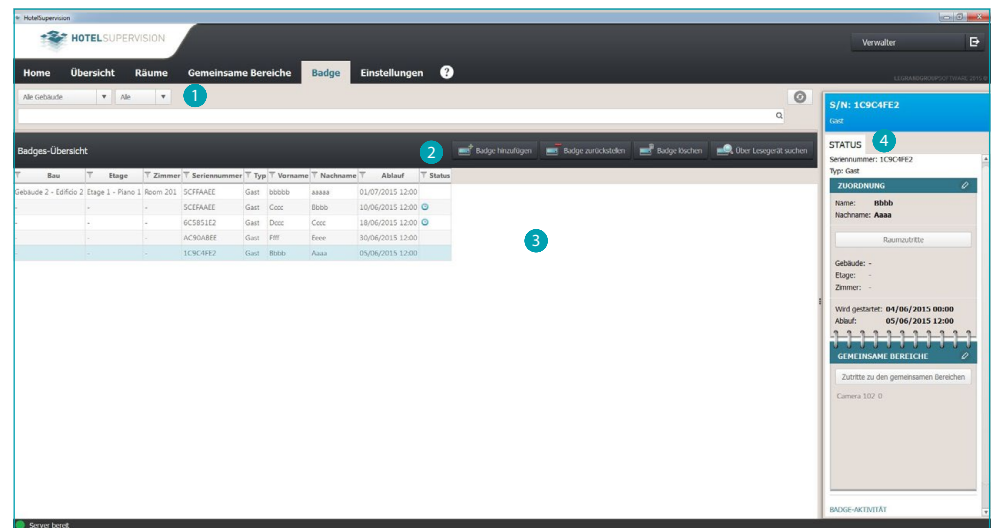 HotelSupervision
HOTELSUPERVISION
Verwalter
Home Übersicht Räume Gemeinsame Bereiche Badge Einstellungen ?
LEGRANDGROUPSOFTWARE 2015 ©
Alle Gebäude Alle 1
Badges-Übersicht 2 Badge hinzufügen Badge zurückstellen Badge löschen Über Lesegerät suchen
Bau Etage Zimmer Seriennummer Typ Vorname Nachname Ablauf Status
Gebäude 2 - Edificio 2 Etage 1 - Piano 1 Room 201 5CFFAAEE Gast bbbbb aaaaa 01/07/2015 12:00
- - - 5CEFAAEE Gast Cccc Bbbb 10/06/2015 12:00
- - - 6C5851E2 Gast Dccc Cccc 18/06/2015 12:00
- - - AC90ABEE Gast Ffff Eeee 30/06/2015 12:00
- - - 1C9C4FE2 Gast Bbbb Aaaa 05/06/2015 12:00
3
S/N: 1C9C4FE2
Gast
STATUS 4
Seriennummer: 1C9C4FE2
Typ: Gast
ZUORDNUNG
Name: Bbbb
Nachname: Aaaa
Raumzutritte
Gebäude: -
Etage: -
Zimmer: -
Wird gestartet: 04/06/2015 00:00
Ablauf: 05/06/2015 12:00
GEMEINSAME BEREICHE
Zutritte zu den gemeinsamen Bereichen
Camera 102 0
BADGE-AKTIVITÄT
Server bereit